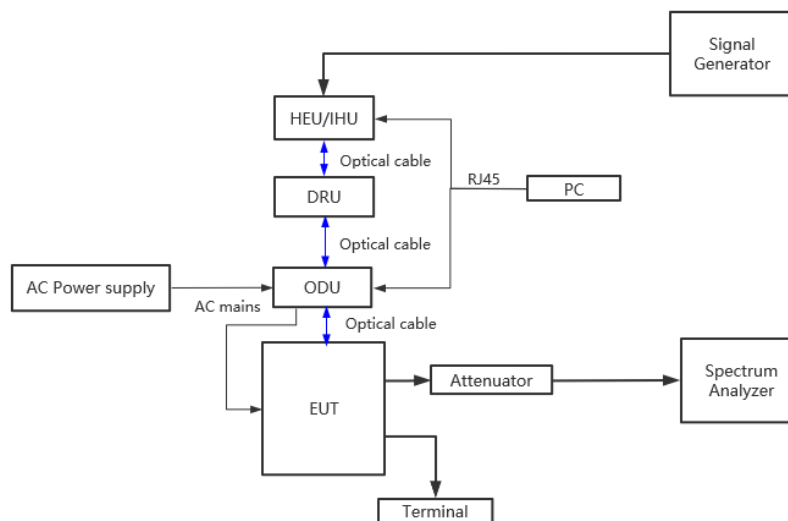 Signal
Generator
HEU/IHU
Optical cable
RJ45
PC
DRU
Optical cable
AC Power supply
ODU
AC mains
Optical cable
EUT
Attenuator
Spectrum
Analyzer
Terminal